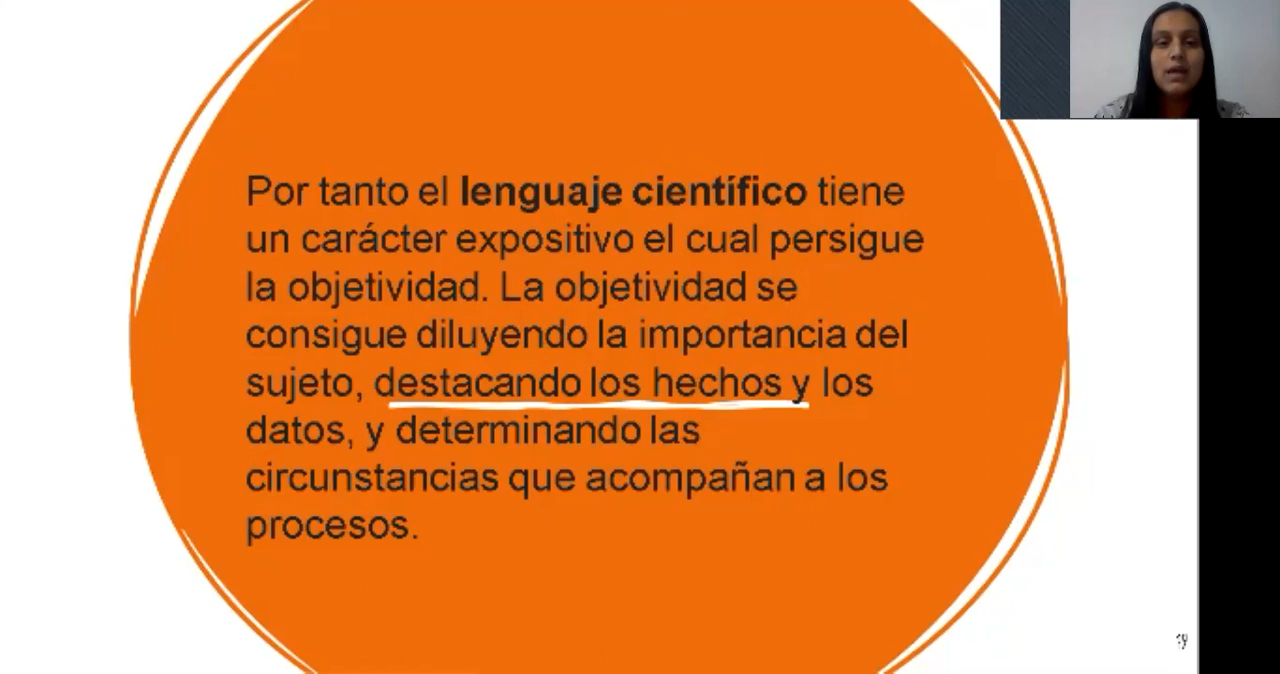 Por tanto el lenguaje científico tiene
un carácter expositivo el cual persigue
la objetividad. La objetividad se
consigue diluyendo la importancia del
sujeto, destacando los hechos y los
datos, y determinando las
circunstancias que acompañan a los
procesos.